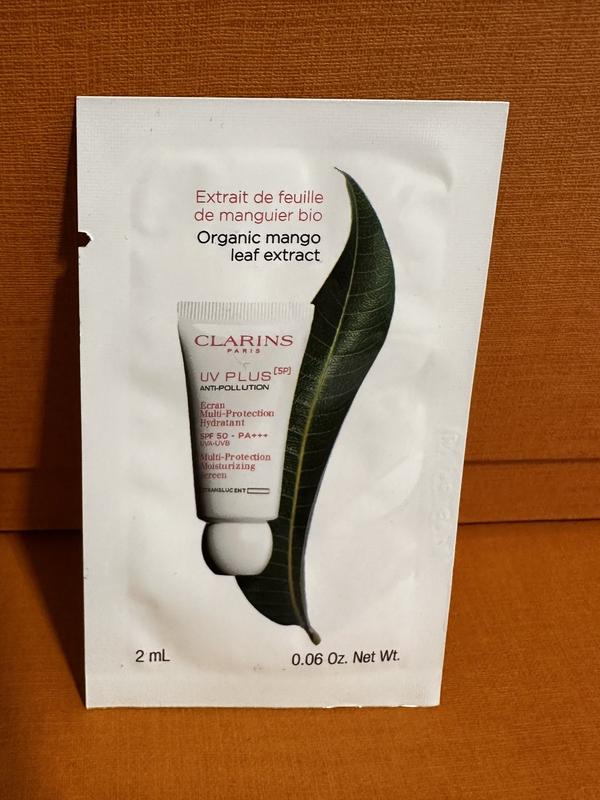 Extrait de feuille
de manguier bio
Organic mango
leaf extract
CLARINS
PARIS
UV PLUS [5P]
ANTI-POLLUTION
Ecran
Multi-Protection
Hydratant
SPF 50 - PA+++
UVA-UVB
Multi-Protection
Moisturizing
Screen
TRANSLUCENT
2 mL
0.06 Oz. Net Wt.